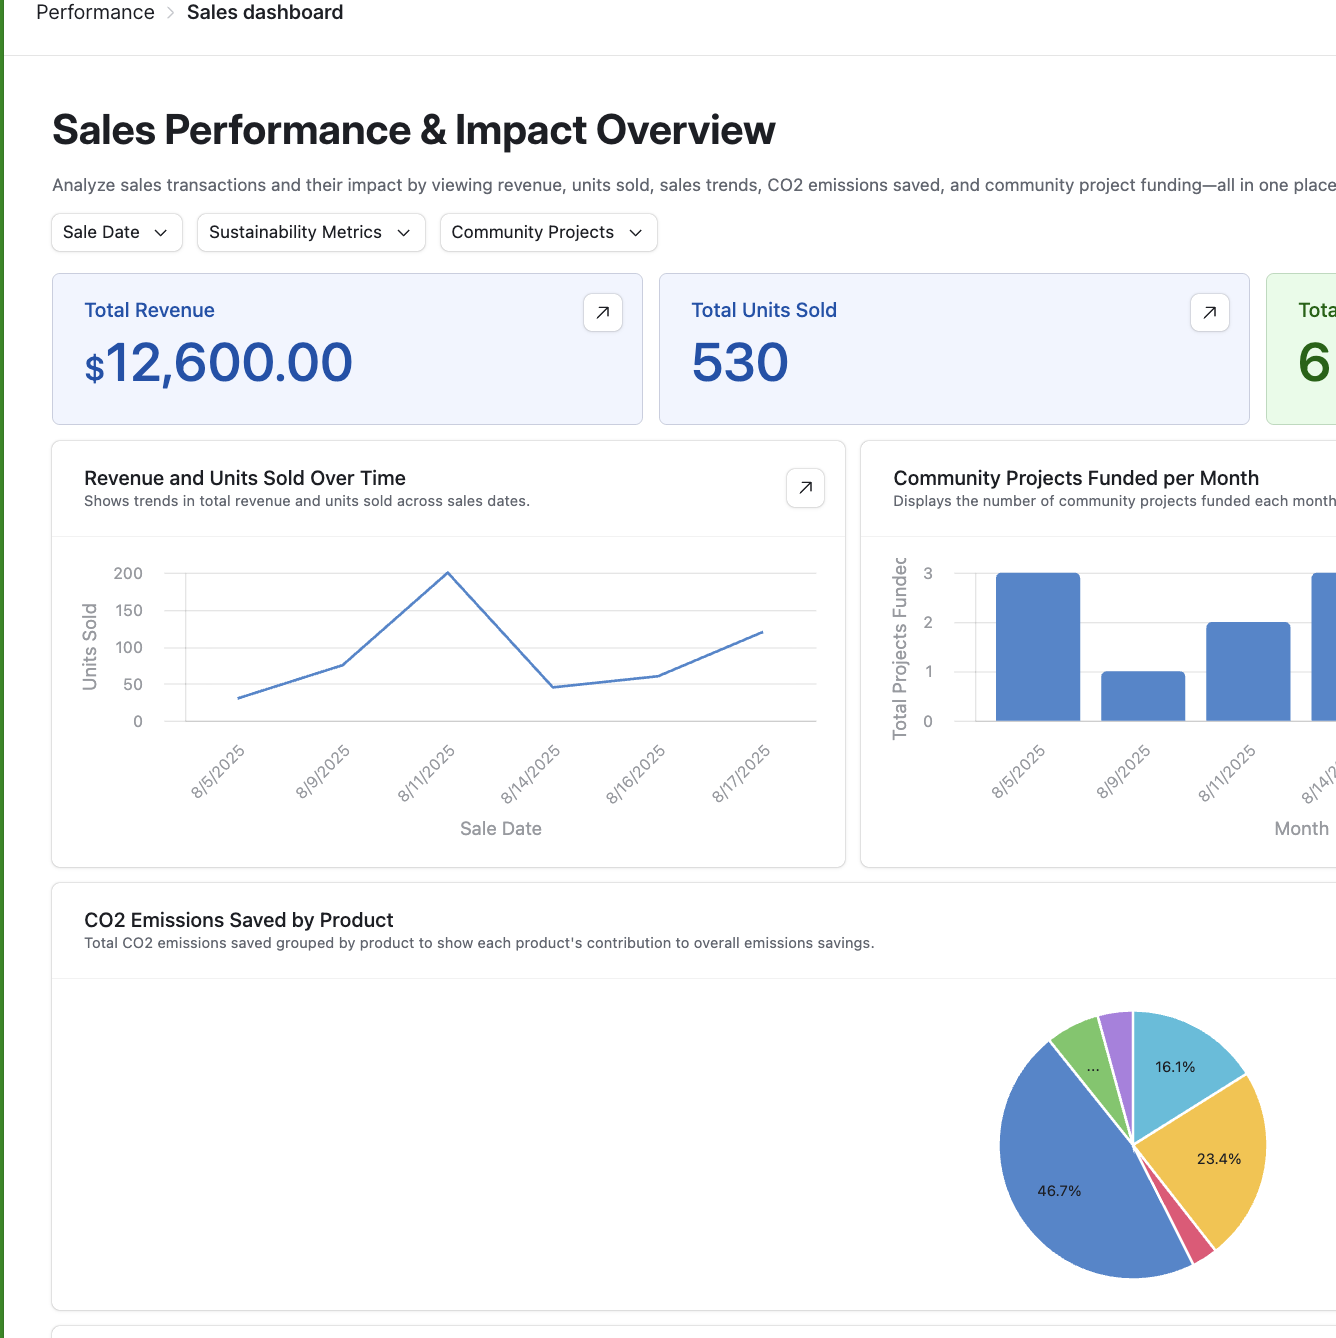 Performance > Sales dashboard
Sales Performance & Impact Overview
Analyze sales transactions and their impact by viewing revenue, units sold, sales trends, CO2 emissions saved, and community project funding—all in one place
Sale Date
Sustainability Metrics
Community Projects
Total Revenue
$12,600.00
Total Units Sold
530
6
Revenue and Units Sold Over Time
Shows trends in total revenue and units sold across sales dates.
Units Sold
200
150
100
50
0
8/5/2025
8/9/2025
8/11/2025
8/14/2025
8/16/2025
8/17/2025
Sale Date
Community Projects Funded per Month
Displays the number of community projects funded each month
Total Projects Funded
3
2
1
0
8/5/2025
8/9/2025
8/11/2025
Month
CO2 Emissions Saved by Product
Total CO2 emissions saved grouped by product to show each product's contribution to overall emissions savings.
...
16.1%
23.4%
46.7%